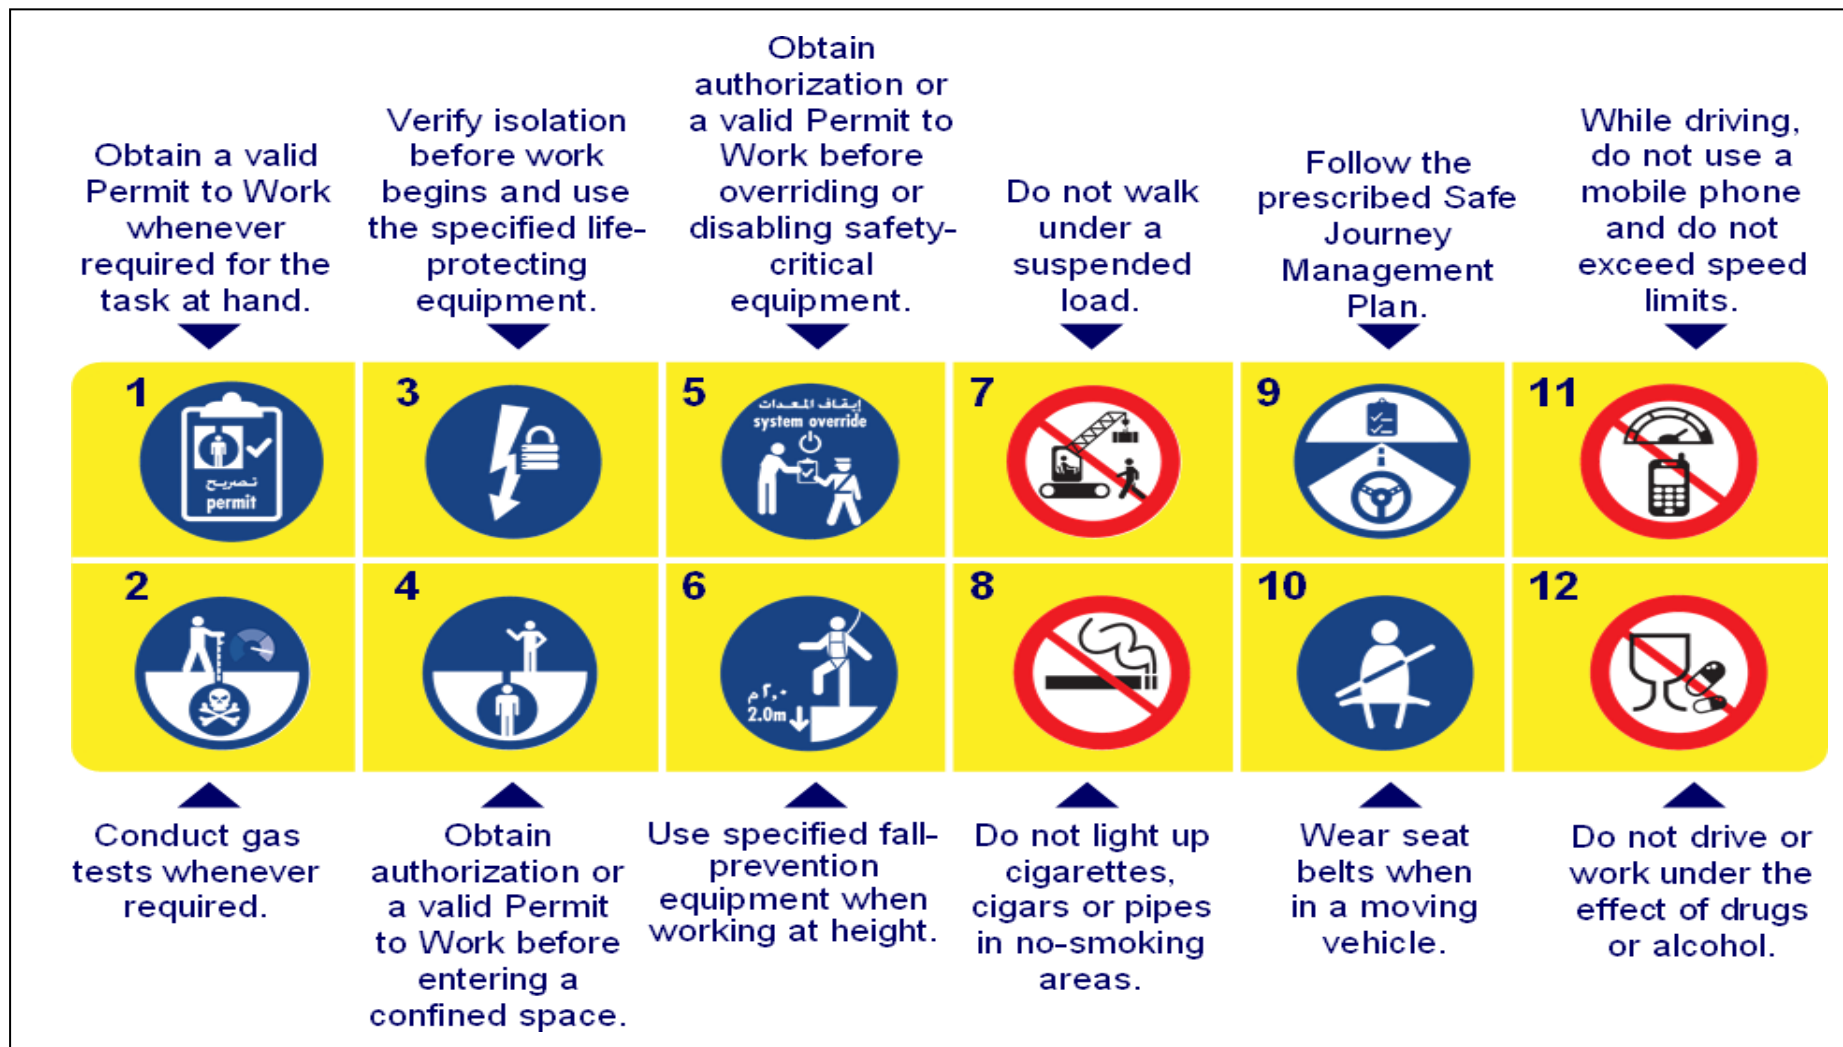 Obtain a valid
Permit to Work
whenever
required for the
task at hand.
Verify isolation
before work
begins and use
the specified life-
protecting
equipment.
Obtain
authorization or
a valid Permit to
Work before
overriding or
disabling safety-
critical
equipment.
Do not walk
under a
suspended
load.
Follow the
prescribed Safe
Journey
Management
Plan.
While driving,
do not use a
mobile phone
and do not
exceed speed
limits.
1
تصريح
permit
3
5
إيقاف المعدات
system override
7
9
11
2
4
6
٢,٠ م
2.0m
8
10
12
Conduct gas
tests whenever
required.
Obtain
authorization or
a valid Permit
to Work before
entering a
confined space.
Use specified fall-
prevention
equipment when
working at height.
Do not light up
cigarettes,
cigars or pipes
in no-smoking
areas.
Wear seat
belts when
in a moving
vehicle.
Do not drive or
work under the
effect of drugs
or alcohol.